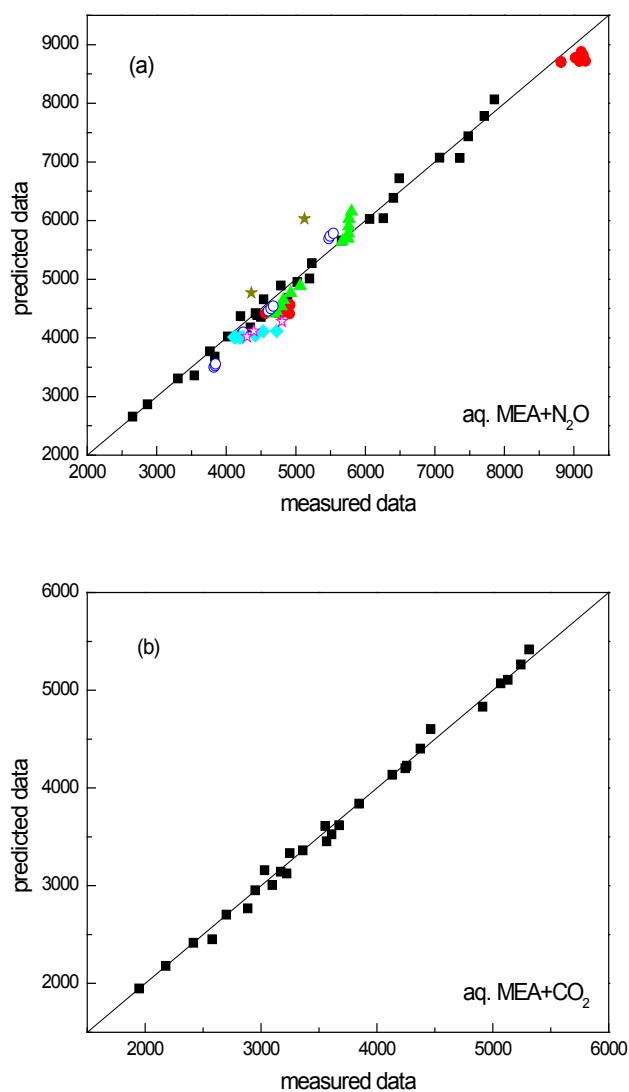 9000
(a)
8000
7000
6000
predicted data
5000
4000
3000
aq. MEA+N₂O
2000
2000 3000 4000 5000 6000 7000 8000 9000
measured data
6000
(b)
5000
predicted data
4000
3000
2000
aq. MEA+CO₂
2000 3000 4000 5000 6000
measured data